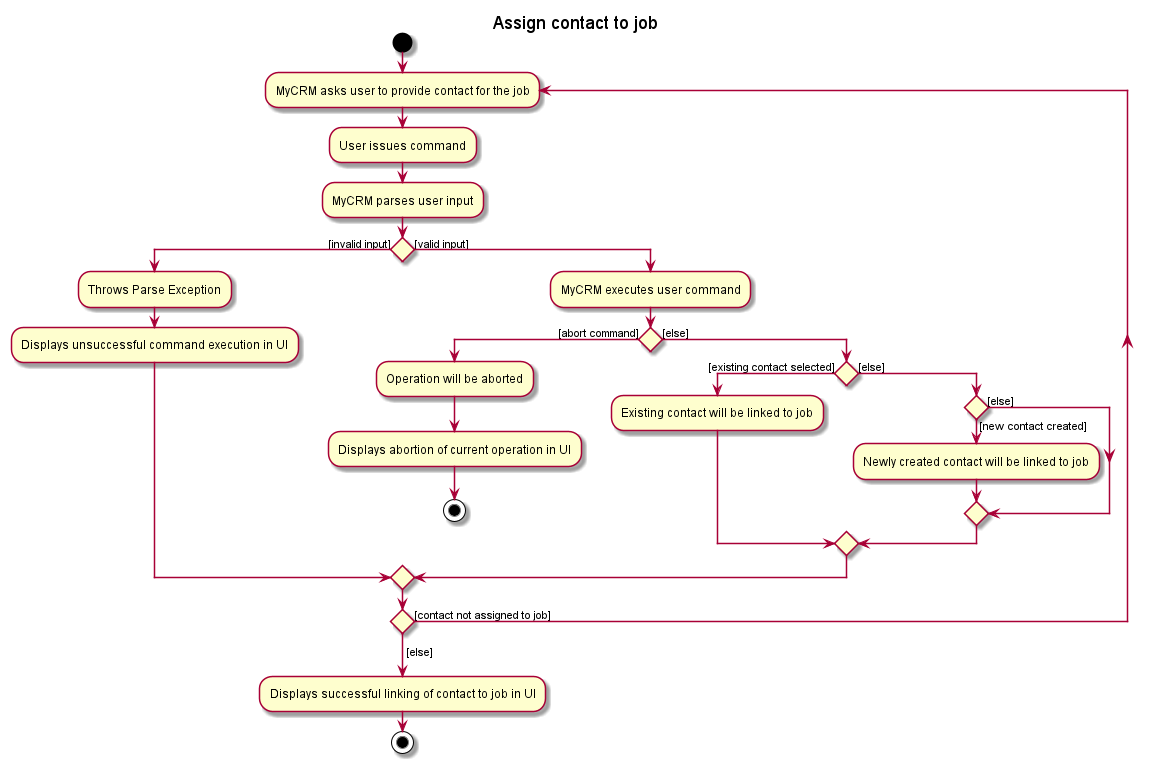 Assign contact to job
MyCRM asks user to provide contact for the job
User issues command
MyCRM parses user input
[invalid input]
[valid input]
Throws Parse Exception
MyCRM executes user command
Displays unsuccessful command execution in UI
[abort command]
[else]
Operation will be aborted
[existing contact selected]
[else]
Existing contact will be linked to job
[else]
[new contact created]
Displays abortion of current operation in UI
Newly created contact will be linked to job
[contact not assigned to job]
[else]
Displays successful linking of contact to job in UI